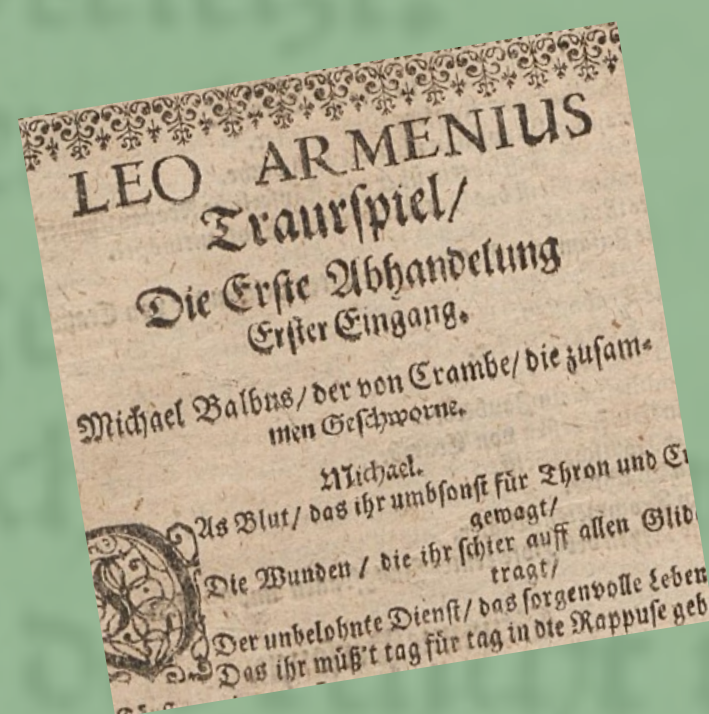 LEO ARMENIUS
Traurſpiel/
Die Erſte Abhandelung
Erſter Eingang.
Michael Balbus/ der von Crambe/ die zuſam⸗
men Geſchworne.
Michael.
DAs Blut/ das ihr umbſonſt für Thron und
gewagt/
Die Wunden / die ihr ſchier auff allen
tragt/
Der unbelohnte Dienſt/ das ſorgenvolle Leben
Das ihr müß't tag für tag in die Rappuſe